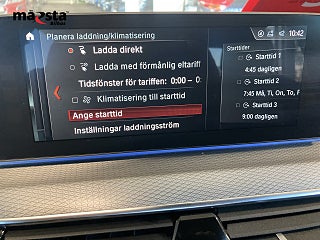 märsta
Bilbox
Planera laddning/klimatisering
10:42
Ladda direkt
Ladda med förmånlig eltariff
Tidsfönster för tariffen: 0:00 – 0:
Klimatisering till starttid
Ange starttid
Inställningar laddningsström
Starttider
Starttid 1
4:45 dagligen
Starttid 2
7:45 Må, Ti, On, To, F
Starttid 3
9:00 dagligen